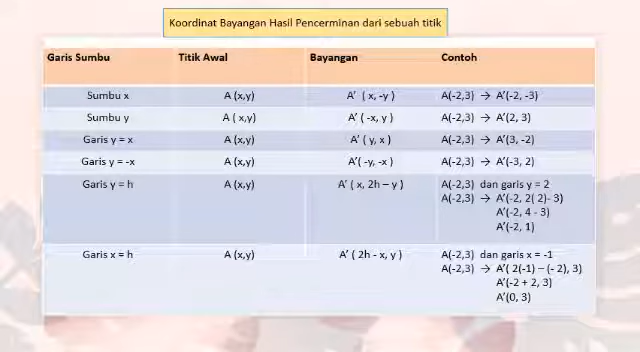 Koordinat Bayangan Hasil Pencerminan dari sebuah titik
Garis Sumbu Titik Awal Bayangan Contoh
Sumbu x A (x,y) A’ ( x, -y ) A(-2,3) → A’(-2, -3)
Sumbu y A ( x,y) A’ ( -x, y ) A(-2,3) → A’(2, 3)
Garis y = x A (x,y) A’ ( y, x ) A(-2,3) → A’(3, -2)
Garis y = -x A (x,y) A’( -y, -x ) A(-2,3) → A’(-3, 2)
Garis y = h A (x,y) A’ ( x, 2h – y ) A(-2,3) dan garis y = 2
A(-2,3) → A’(-2, 2( 2)- 3)
A’(-2, 4 - 3)
A’(-2, 1)
Garis x = h A (x,y) A’ ( 2h - x, y ) A(-2,3) dan garis x = -1
A(-2,3) → A’( 2(-1) – (- 2), 3)
A’(-2 + 2, 3)
A’(0, 3)